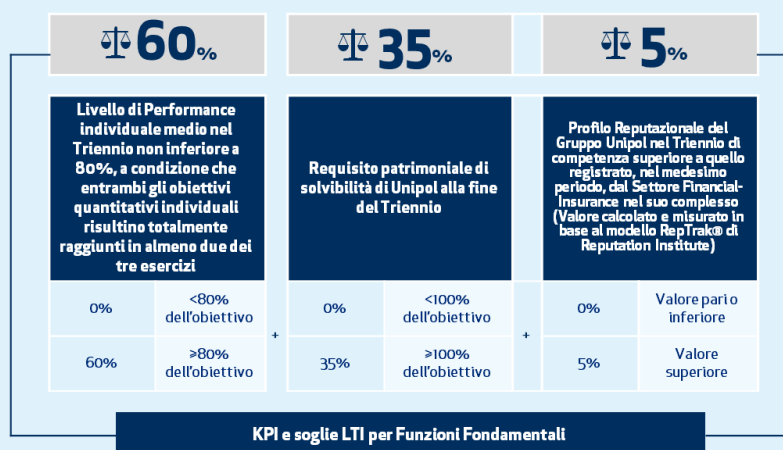 60%
35%
5%
Livello di Performance
individuale medio nel
Triennio non inferiore a
80%, a condizione che
entrambi gli obiettivi
quantitativi individuali
risultino totalmente
raggiunti in almeno due dei
tre esercizi
Requisito patrimoniale di
solvibilità di Unipol alla fine
del Triennio
Profilo Reputazionale del
Gruppo Unipol nel Triennio di
competenza superiore a quello
registrato, nel medesimo
periodo, dal Settore Financial-
Insurance nel suo complesso
(Valore calcolato e misurato in
base al modello RepTrak® di
Reputation Institute)
0%
<80%
dell'obiettivo
60%
≥80%
dell'obiettivo
+
0%
<100%
dell'obiettivo
35%
≥100%
dell'obiettivo
+
0%
Valore pari o
inferiore
5%
Valore
superiore
KPI e soglie LTI per Funzioni Fondamentali